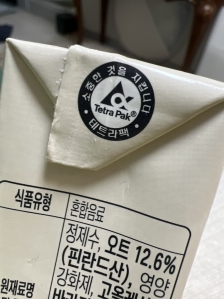 소중한 것을 지킵니다
Tetra Pak®
테트라팩
식품유형 혼합음료
정제수, 오트 12.6%
(핀란드산), 영양
원재료명 강화제,